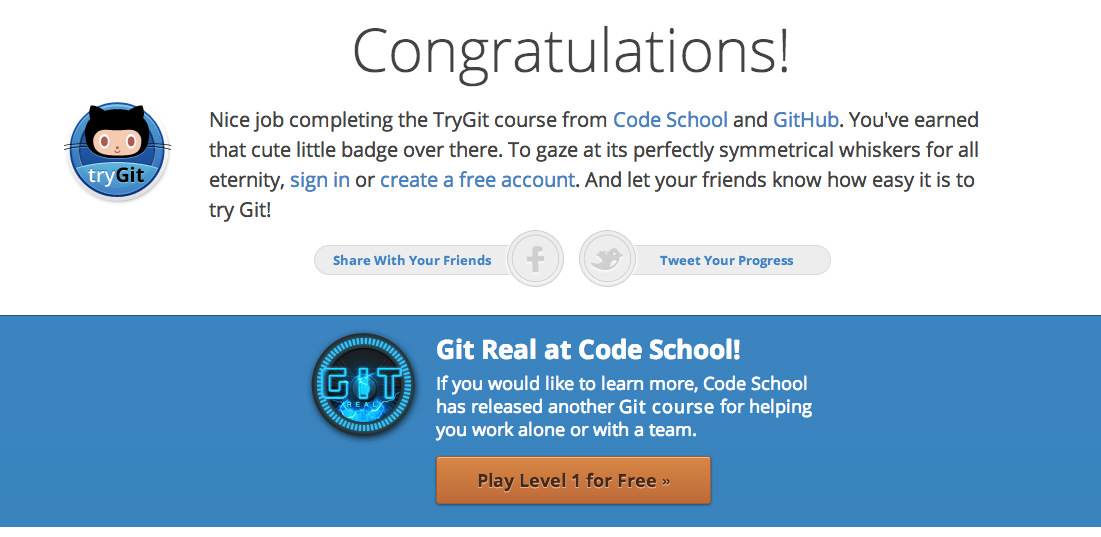 Congratulations!
tryGit
Nice job completing the TryGit course from Code School and GitHub. You've earned
that cute little badge over there. To gaze at its perfectly symmetrical whiskers for all
eternity, sign in or create a free account. And let your friends know how easy it is to
try Git!
Share With Your Friends
Tweet Your Progress
GIT
REAL
Git Real at Code School!
If you would like to learn more, Code School
has released another Git course for helping
you work alone or with a team.
Play Level 1 for Free »